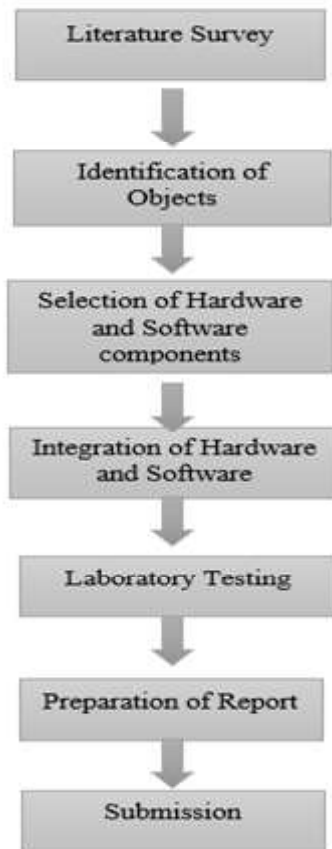 Literature Survey
Identification of
Objects
Selection of Hardware
and Software
components
Integration of Hardware
and Software
Laboratory Testing
Preparation of Report
Submission